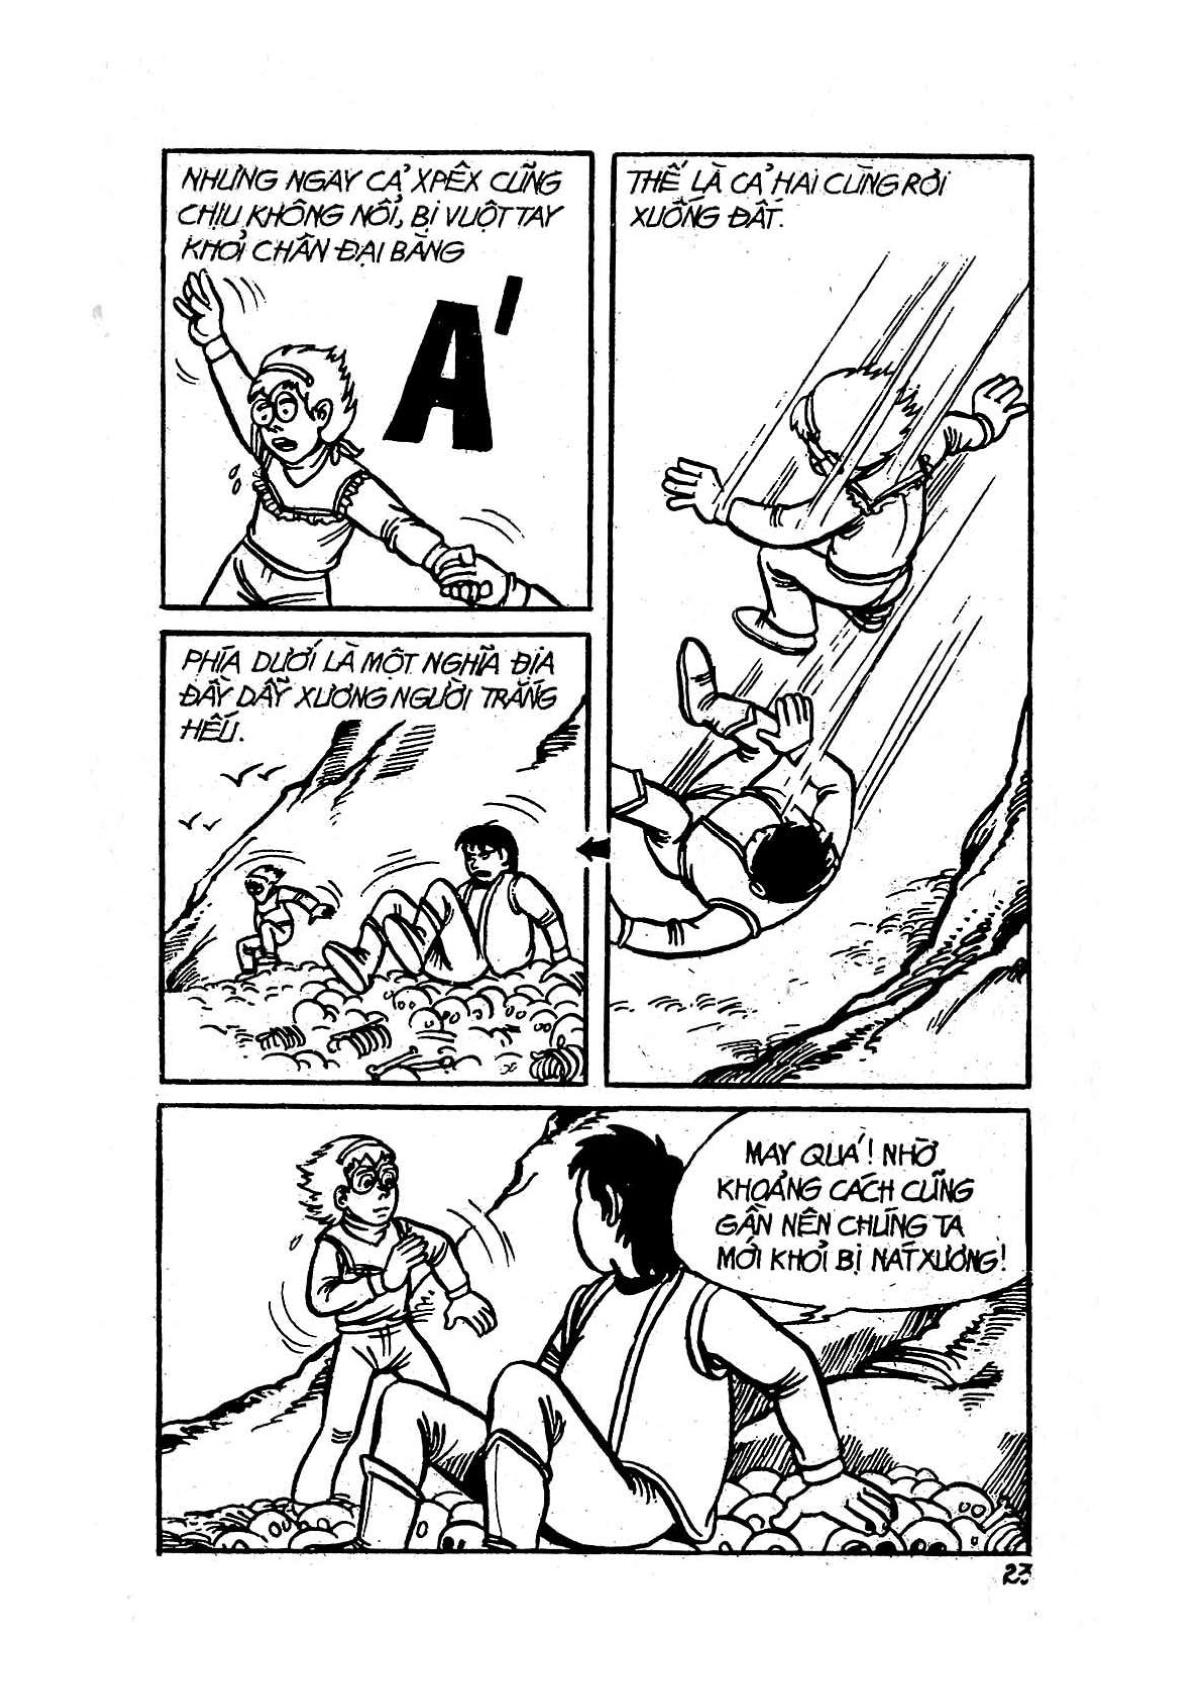 NHƯNG NGAY CẢ XPÊX CŨNG
CHỊU KHÔNG NỔI, BỊ VUỘT TAY
KHỎI CHÂN ĐẠI BÀNG
Á
THẾ LÀ CẢ HAI CÙNG RƠI
XUỐNG ĐẤT.
PHÍA DƯỚI LÀ MỘT NGHĨA ĐỊA
ĐẦY DẪY XƯƠNG NGƯỜI TRẮNG
HẾU.
MAY QUÁ! NHỜ
KHOẢNG CÁCH CŨNG
GẦN NÊN CHÚNG TA
MỚI KHỎI BỊ NÁT XƯƠNG!
23